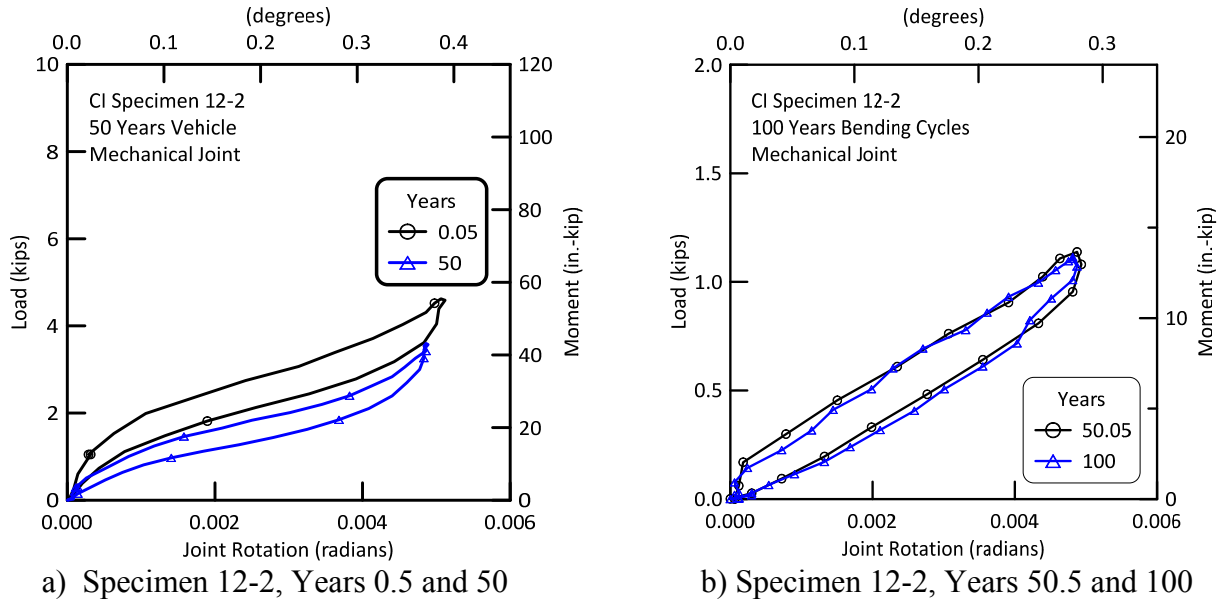 (degrees)
0.0 0.1 0.2 0.3 0.4
10 8 6 4 2 0
Load (kips)
CI Specimen 12-2
50 Years Vehicle
Mechanical Joint
Years
0.05
50
120 100 80 60 40 20 0
Moment (in.-kip)
0.000 0.002 0.004 0.006
Joint Rotation (radians)
a) Specimen 12-2, Years 0.5 and 50
(degrees)
0.0 0.1 0.2 0.3
2.0 1.5 1.0 0.5 0.0
Load (kips)
CI Specimen 12-2
100 Years Bending Cycles
Mechanical Joint
Years
50.05
100
20 10 0
Moment (in.-kip)
0.000 0.002 0.004 0.006
Joint Rotation (radians)
b) Specimen 12-2, Years 50.5 and 100